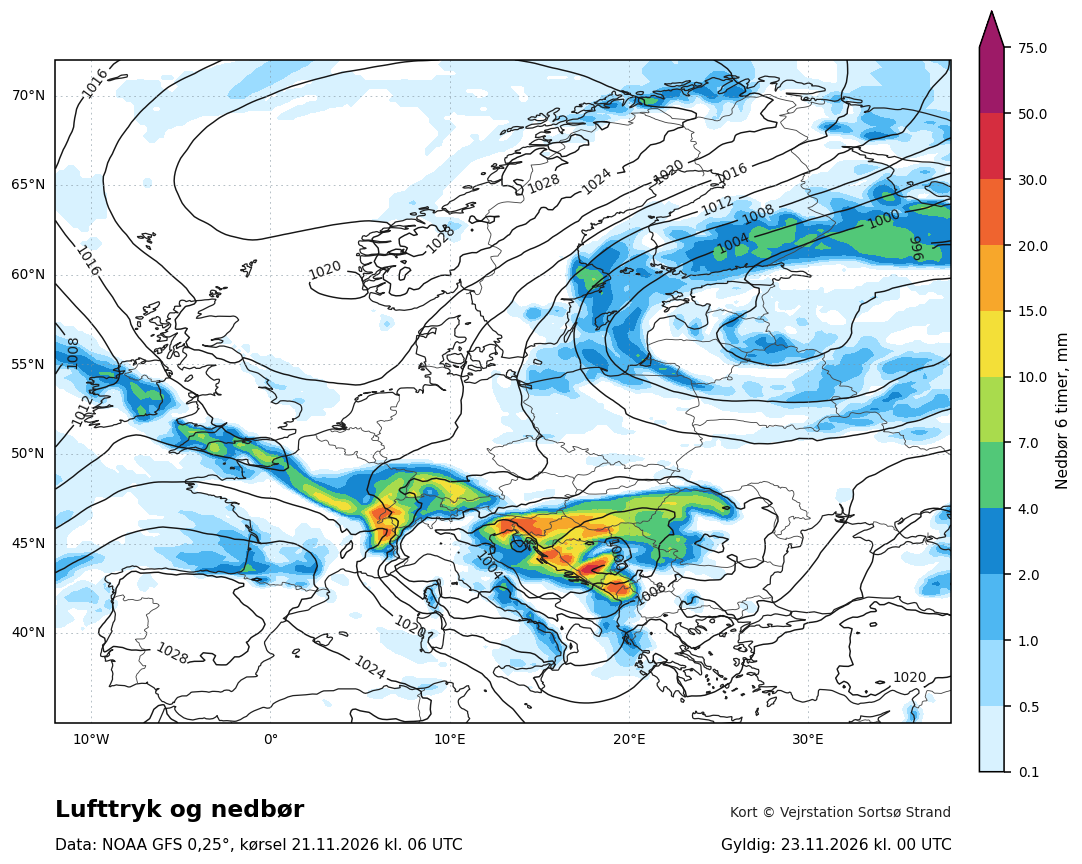 75.0
50.0
30.0
20.0
15.0
10.0
7.0
4.0
2.0
1.0
0.5
0.1
Nedbør 6 timer, mm
70°N
65°N
60°N
55°N
50°N
45°N
40°N
10°W
0°
10°E
20°E
30°E
1016
1028
1024
1020
1016
1012
1008
1004
1000
996
1028
1020
1016
1008
1012
1004
1008
1020
1028
1024
1020
Lufttryk og nedbør
Kort © Vejrstation Sortsø Strand
Data: NOAA GFS 0,25°, kørsel 21.11.2026 kl. 06 UTC
Gyldig: 23.11.2026 kl. 00 UTC